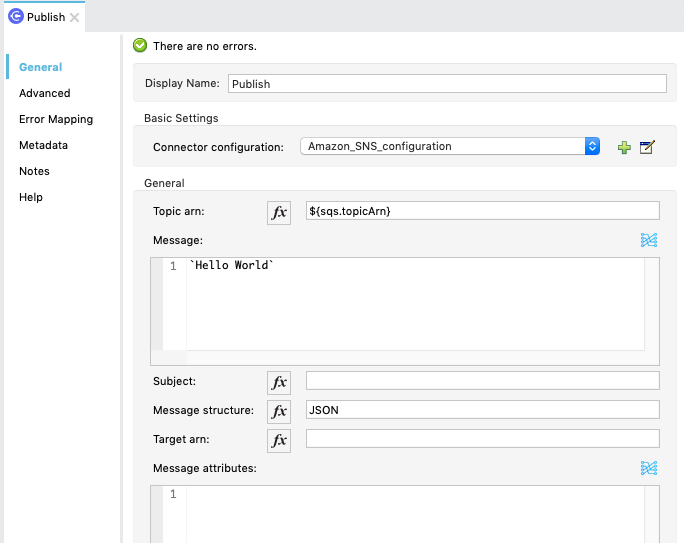 Publish
General
Advanced
Error Mapping
Metadata
Notes
Help
There are no errors.
Display Name: Publish
Basic Settings
Connector configuration: Amazon_SNS_configuration
General
Topic arn: fx ${sqs.topicArn}
Message:
1 `Hello World`
Subject: fx
Message structure: fx JSON
Target arn: fx
Message attributes:
1